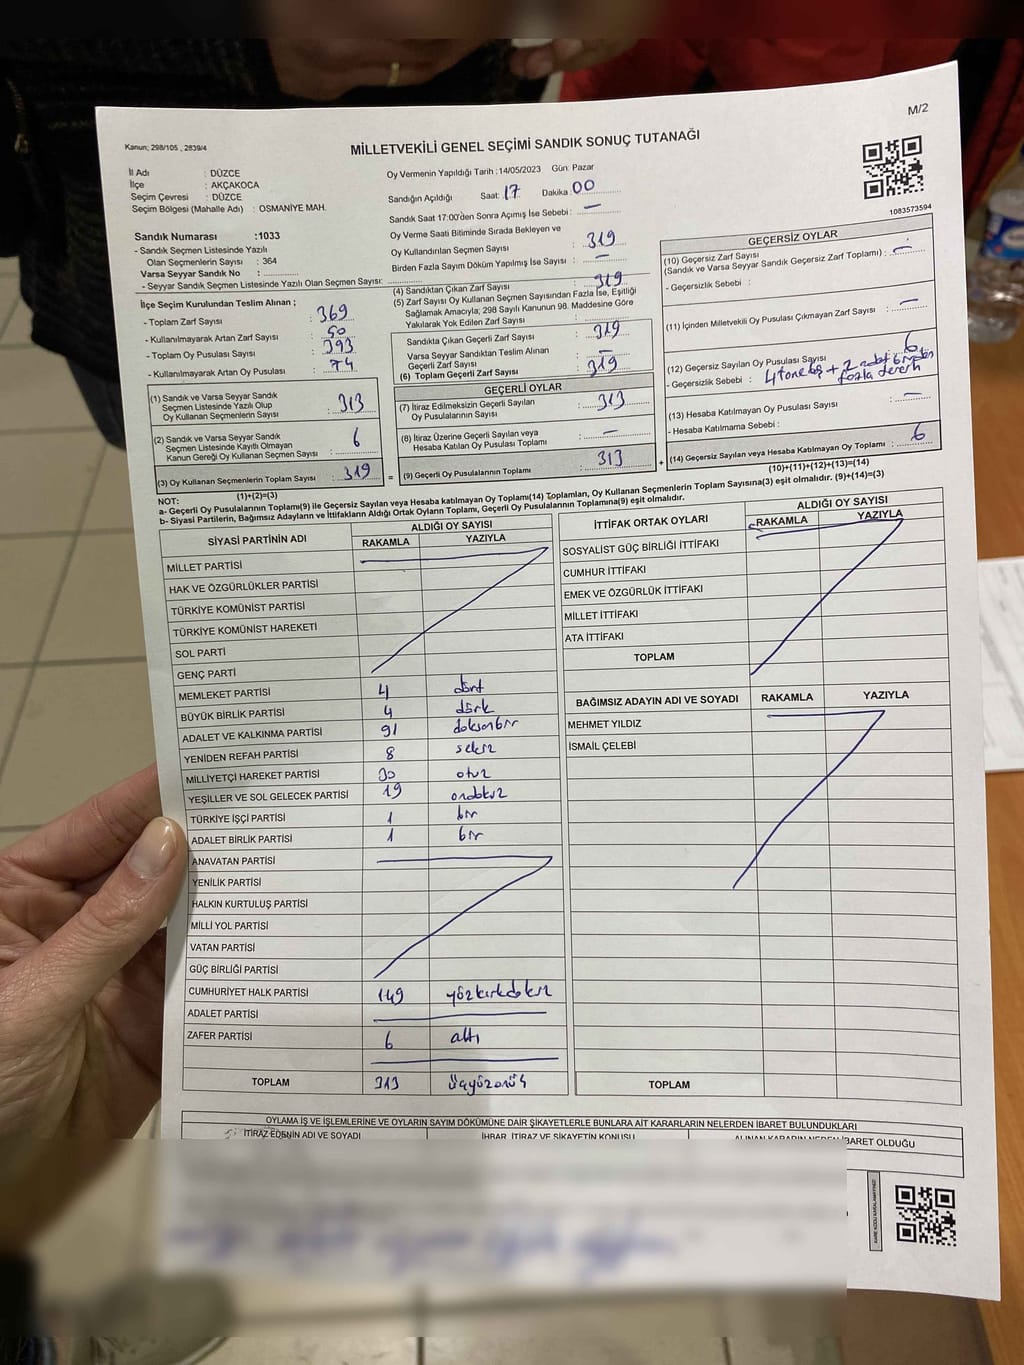 M/2
Kanun; 298/105 , 2839/4
MİLLETVEKİLİ GENEL SEÇİMİ SANDIK SONUÇ TUTANAĞI
İl Adı : DÜZCE
İlçe : AKÇAKOCA
Seçim Çevresi : DÜZCE
Seçim Bölgesi (Mahalle Adı) : OSMANİYE MAH.
Sandık Numarası :1033
- Sandık Seçmen Listesinde Yazılı
Olan Seçmenlerin Sayısı : 364
Varsa Seyyar Sandık No :
- Seyyar Sandık Seçmen Listesinde Yazılı Olan Seçmen Sayısı:
İlçe Seçim Kurulundan Teslim Alınan ;
- Toplam Zarf Sayısı : 369
- Kullanılmayarak Artan Zarf Sayısı : 50
- Toplam Oy Pusulası Sayısı : 393
- Kullanılmayarak Artan Oy Pusulası : 74
(1) Sandık ve Varsa Seyyar Sandık
Seçmen Listesinde Yazılı Olup
Oy Kullanan Seçmenlerin Sayısı : 313
(2) Sandık ve Varsa Seyyar Sandık
Seçmen Listesinde Kayıtlı Olmayan
Kanun Gereği Oy Kullanan Seçmen Sayısı : 6
(3) Oy Kullanan Seçmenlerin Toplam Sayısı : 319
(1)+(2)=(3)
Oy Vermenin Yapıldığı Tarih :14/05/2023 Gün: Pazar
Sandığın Açıldığı Saat: 17 Dakika 00
Sandık Saat 17:00'den Sonra Açımış İse Sebebi : —
Oy Verme Saati Bitiminde Sırada Bekleyen ve
Oy Kullandırılan Seçmen Sayısı : 319
Birden Fazla Sayım Döküm Yapılmış İse Sayısı : —
(4) Sandıktan Çıkan Zarf Sayısı : 319
(5) Zarf Sayısı Oy Kullanan Seçmen Sayısından Fazla İse, Eşitliği
Sağlamak Amacıyla; 298 Sayılı Kanunun 98. Maddesine Göre
Yakılarak Yok Edilen Zarf Sayısı :
Sandıkta Çıkan Geçerli Zarf Sayısı : 319
Varsa Seyyar Sandıktan Teslim Alınan
Geçerli Zarf Sayısı : —
(6) Toplam Geçerli Zarf Sayısı : 319
GEÇERLİ OYLAR
(7) İtiraz Edilmeksizin Geçerli Sayılan
Oy Pusulalarının Sayısı : 313
(8) İtiraz Üzerine Geçerli Sayılan veya
Hesaba Katılan Oy Pusulası Toplamı : —
= (9) Geçerli Oy Pusulalarının Toplamı : 313
1083573594
GEÇERSİZ OYLAR
(10) Geçersiz Zarf Sayısı
(Sandık ve Varsa Seyyar Sandık Geçersiz Zarf Toplamı) : —
- Geçersizlik Sebebi :
(11) İçinden Milletvekili Oy Pusulası Çıkmayan Zarf Sayısı : —
(12) Geçersiz Sayılan Oy Pusulası Sayısı : 6
- Geçersizlik Sebebi : 4 tane boş + 2 adet birden
fazla
(13) Hesaba Katılmayan Oy Pusulası Sayısı : —
- Hesaba Katılmama Sebebi :
+ (14) Geçersiz Sayılan veya Hesaba Katılmayan Oy Toplamı : 6
(10)+(11)+(12)+(13)=(14)
NOT:
a- Geçerli Oy Pusulalarının Toplamı(9) ile Geçersiz Sayılan veya Hesaba katılmayan Oy Toplamı(14) Toplamları, Oy Kullanan Seçmenlerin Toplam Sayısına(3) eşit olmalıdır. (9)+(14)=(3)
b- Siyasi Partilerin, Bağımsız Adayların ve İttifakların Aldığı Ortak Oyların Toplamı, Geçerli Oy Pusulalarının Toplamına(9) eşit olmalıdır.
SİYASİ PARTİNİN ADI ALDIĞI OY SAYISI
RAKAMLA YAZIYLA
MİLLET PARTİSİ
HAK VE ÖZGÜRLÜKLER PARTİSİ
TÜRKİYE KOMÜNİST PARTİSİ
TÜRKİYE KOMÜNİST HAREKETİ
SOL PARTİ
GENÇ PARTİ
MEMLEKET PARTİSİ 4 dört
BÜYÜK BİRLİK PARTİSİ 4 dört
ADALET VE KALKINMA PARTİSİ 91 doksanbir
YENİDEN REFAH PARTİSİ 8 sekiz
MİLLİYETÇİ HAREKET PARTİSİ 30 otuz
YEŞİLLER VE SOL GELECEK PARTİSİ 19 ondokuz
TÜRKİYE İŞÇİ PARTİSİ 1 bir
ADALET BİRLİK PARTİSİ 1 bir
ANAVATAN PARTİSİ
YENİLİK PARTİSİ
HALKIN KURTULUŞ PARTİSİ
MİLLİ YOL PARTİSİ
VATAN PARTİSİ
GÜÇ BİRLİĞİ PARTİSİ
CUMHURİYET HALK PARTİSİ 149 yüzkırkdokuz
ADALET PARTİSİ
ZAFER PARTİSİ 6 altı
TOPLAM 313 üçyüzonüç
İTTİFAK ORTAK OYLARI ALDIĞI OY SAYISI
RAKAMLA YAZIYLA
SOSYALİST GÜÇ BİRLİĞİ İTTİFAKI
CUMHUR İTTİFAKI
EMEK VE ÖZGÜRLÜK İTTİFAKI
MİLLET İTTİFAKI
ATA İTTİFAKI
TOPLAM
BAĞIMSIZ ADAYIN ADI VE SOYADI RAKAMLA YAZIYLA
MEHMET YILDIZ
İSMAİL ÇELEBİ
TOPLAM
OYLAMA İŞ VE İŞLEMLERİNE VE OYLARIN SAYIM DÖKÜMÜNE DAİR ŞİKAYETLERLE BUNLARA AİT KARARLARIN NELERDEN İBARET BULUNDUKLARI
İTİRAZ EDENİN ADI VE SOYADI İHBAR, İTİRAZ VE ŞİKAYETİN KONUSU ALINAN KARARIN NEDEN İBARET OLDUĞU